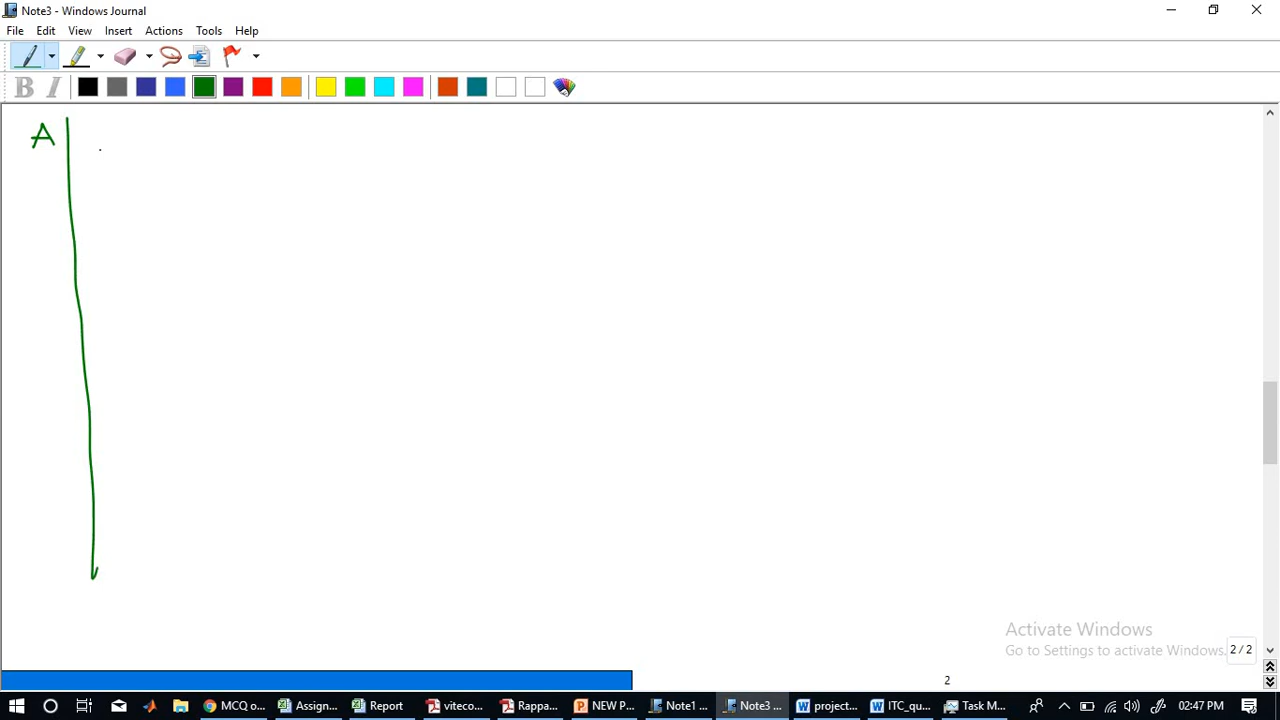 Note3 - Windows Journal
File Edit View Insert Actions Tools Help
B I
A
Activate Windows
Go to Settings to activate Windows.
2 / 2
2
MCQ o... Assign... Report viteco... Rappa... NEW P... Note1 ... Note3 ... project... ITC_qu... Task M... 02:47 PM